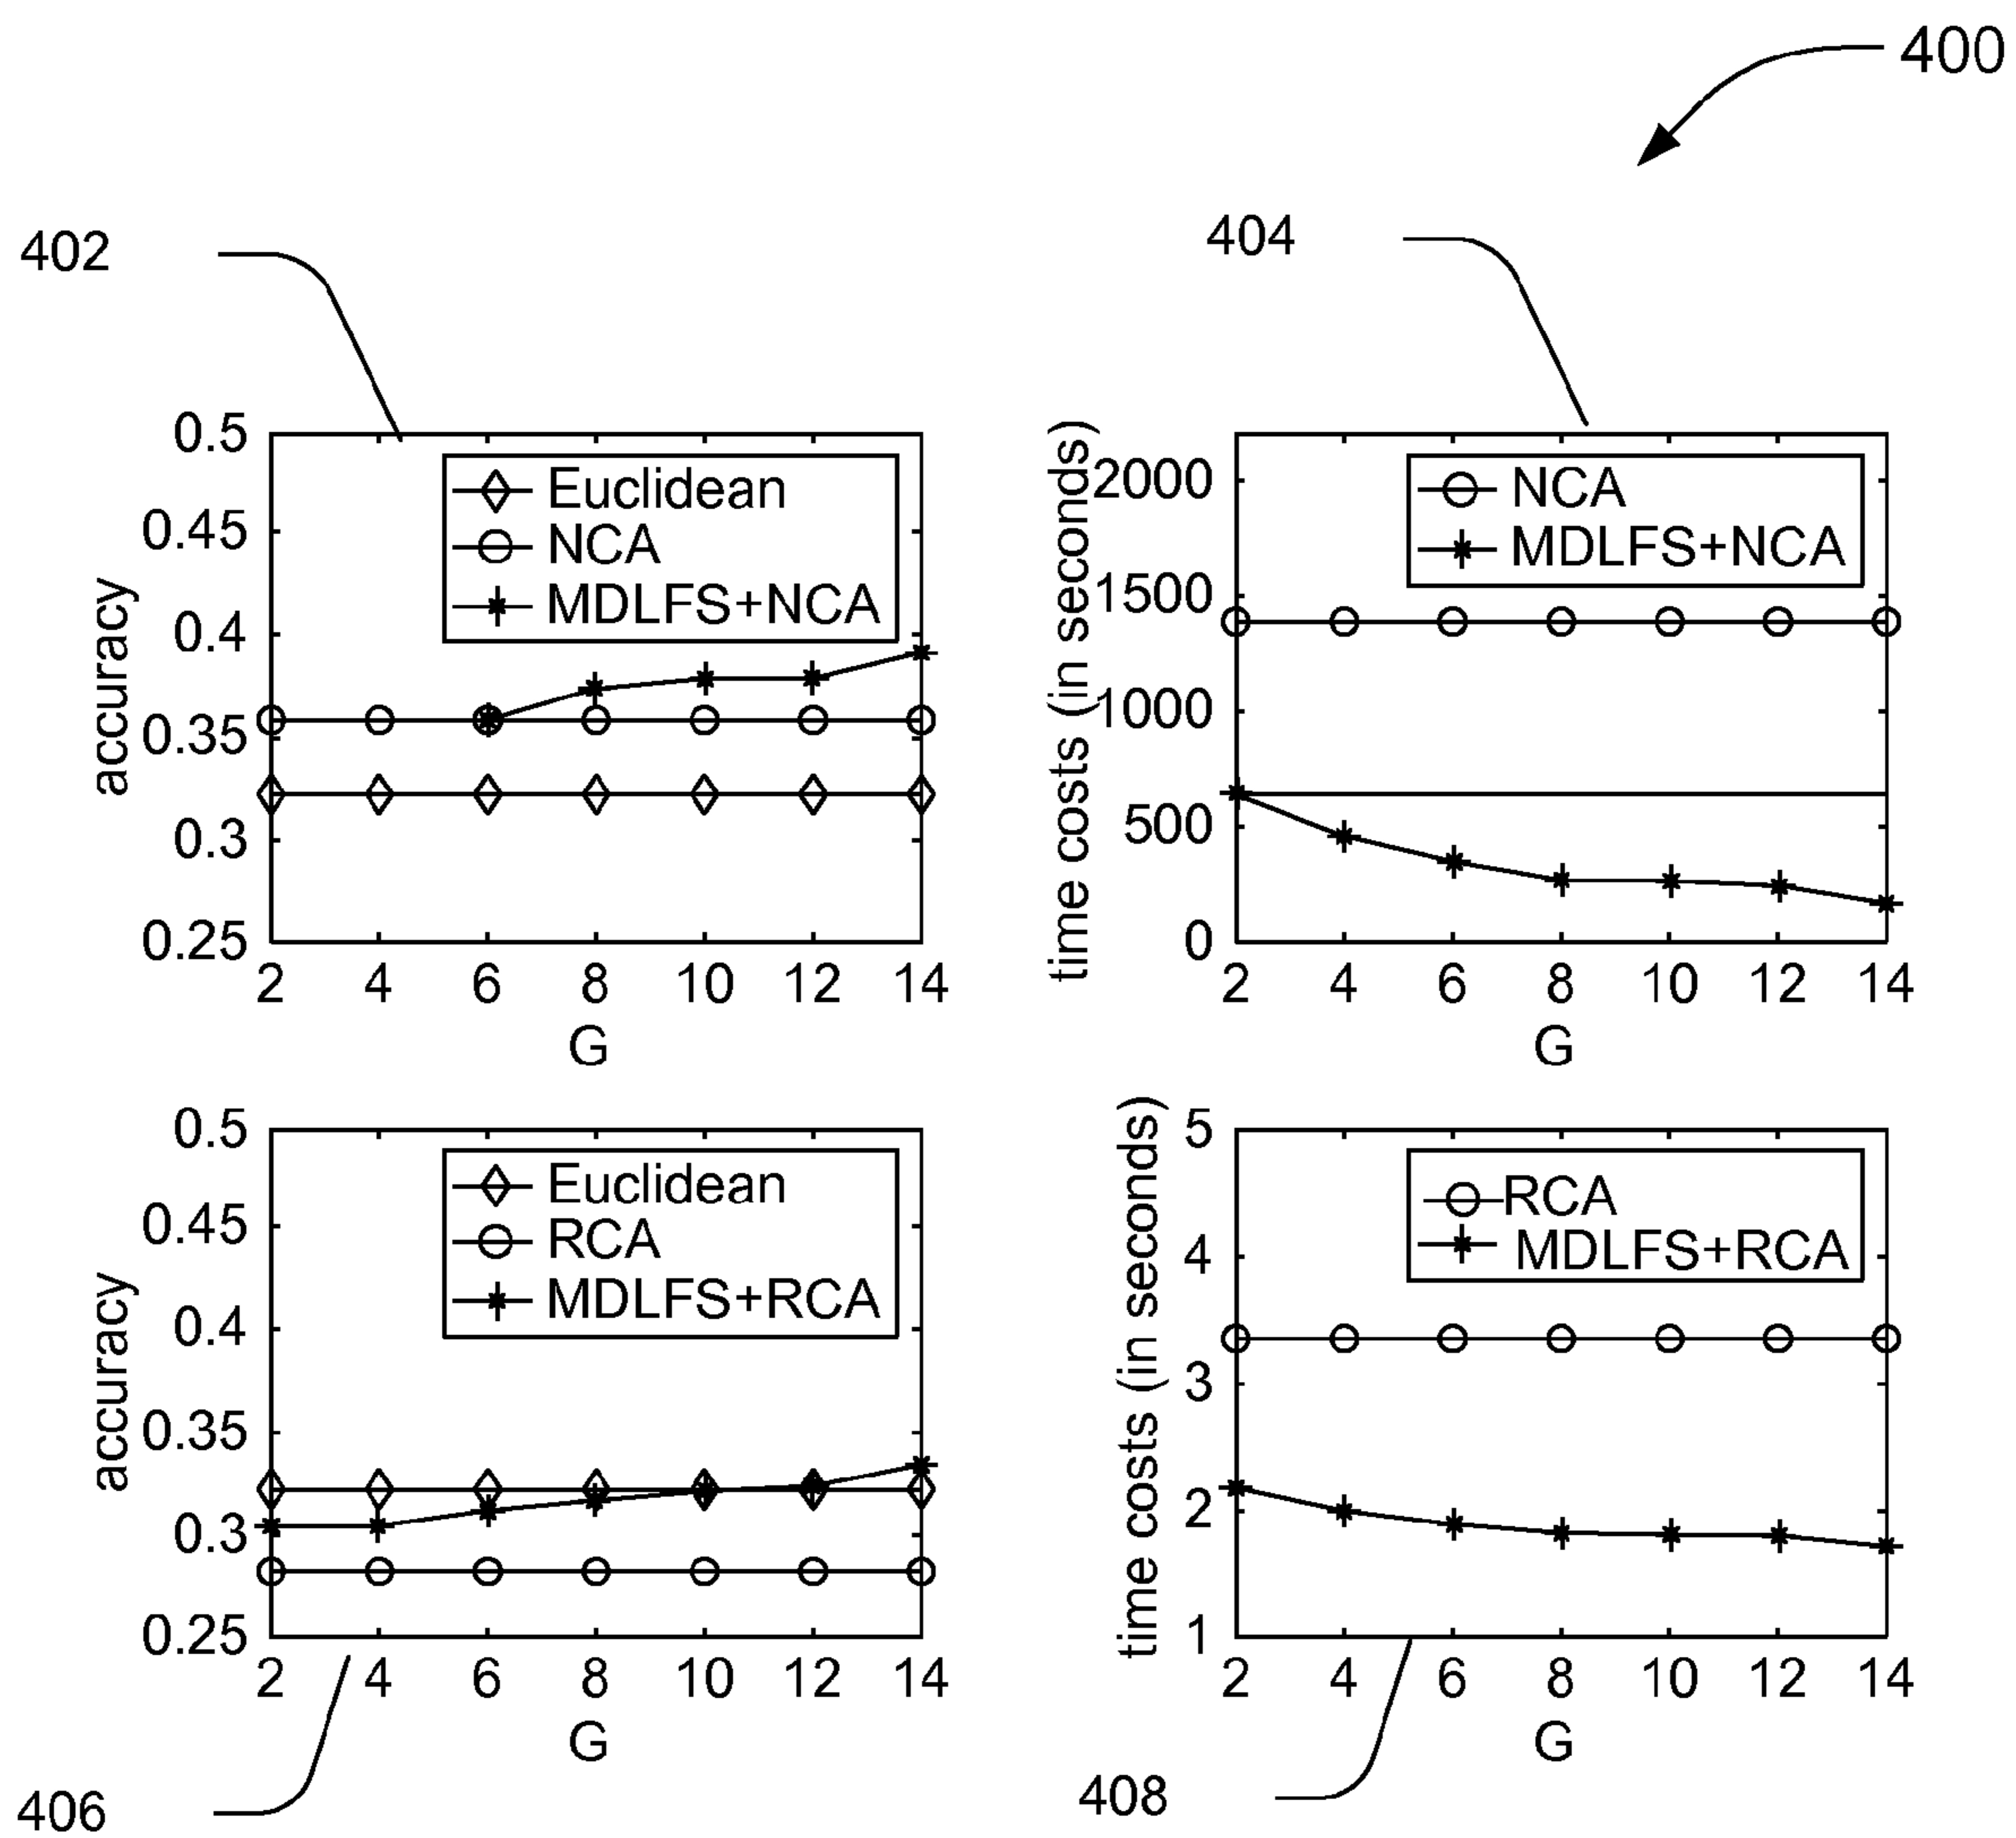 400
402
404
0.5
0.45
0.4
0.35
0.3
0.25
accuracy
Euclidean
NCA
MDLFS+NCA
2 4 6 8 10 12 14
G
2000
1500
1000
500
0
time costs (in seconds)
NCA
MDLFS+NCA
2 4 6 8 10 12 14
G
0.5
0.45
0.4
0.35
0.3
0.25
accuracy
Euclidean
RCA
MDLFS+RCA
2 4 6 8 10 12 14
G
5
4
3
2
1
time costs (in seconds)
RCA
MDLFS+RCA
2 4 6 8 10 12 14
G
406
408